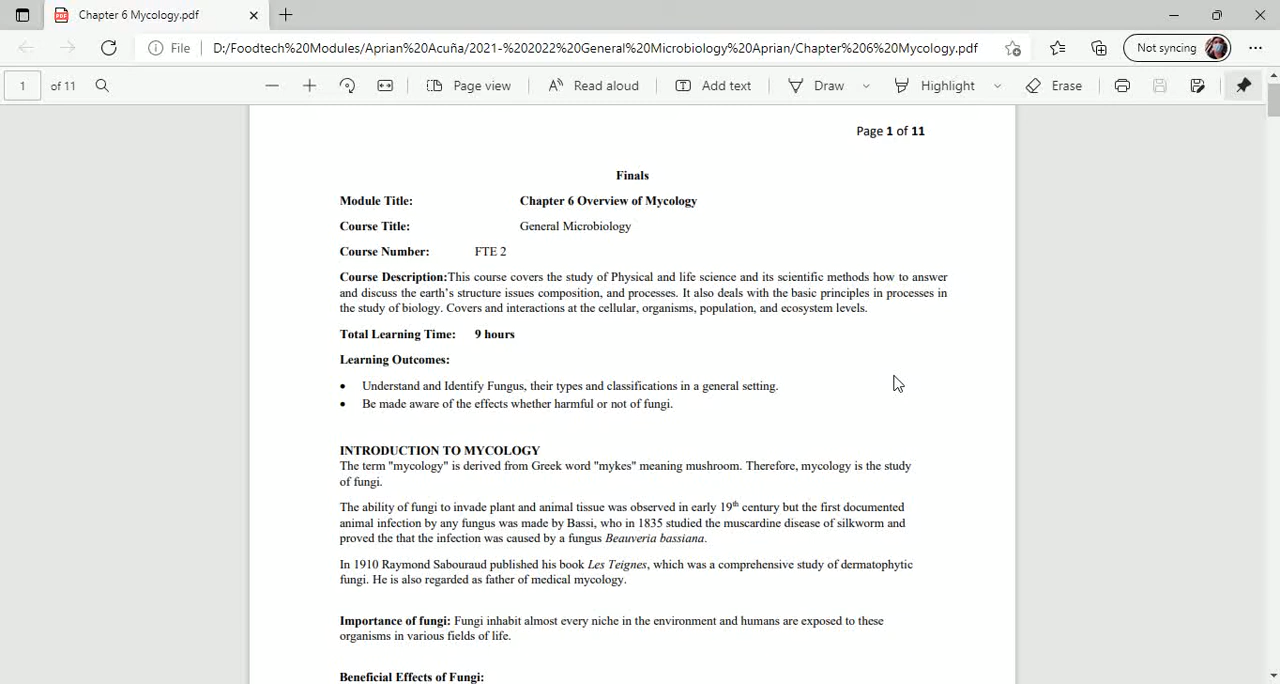 Chapter 6 Mycology.pdf
File D:/Foodtech%20Modules/Aprian%20Acuña/2021-%202022%20General%20Microbiology%20Aprian/Chapter%206%20Mycology.pdf Not syncing
1 of 11 Page view Read aloud Add text Draw Highlight Erase
Page 1 of 11
Finals
Module Title: Chapter 6 Overview of Mycology
Course Title: General Microbiology
Course Number: FTE 2
Course Description:This course covers the study of Physical and life science and its scientific methods how to answer
and discuss the earth's structure issues composition, and processes. It also deals with the basic principles in processes in
the study of biology. Covers and interactions at the cellular, organisms, population, and ecosystem levels.
Total Learning Time: 9 hours
Learning Outcomes:
• Understand and Identify Fungus, their types and classifications in a general setting.
• Be made aware of the effects whether harmful or not of fungi.
INTRODUCTION TO MYCOLOGY
The term "mycology" is derived from Greek word "mykes" meaning mushroom. Therefore, mycology is the study
of fungi.
The ability of fungi to invade plant and animal tissue was observed in early 19th century but the first documented
animal infection by any fungus was made by Bassi, who in 1835 studied the muscardine disease of silkworm and
proved the that the infection was caused by a fungus Beauveria bassiana.
In 1910 Raymond Sabouraud published his book Les Teignes, which was a comprehensive study of dermatophytic
fungi. He is also regarded as father of medical mycology.
Importance of fungi: Fungi inhabit almost every niche in the environment and humans are exposed to these
organisms in various fields of life.
Beneficial Effects of Fungi: